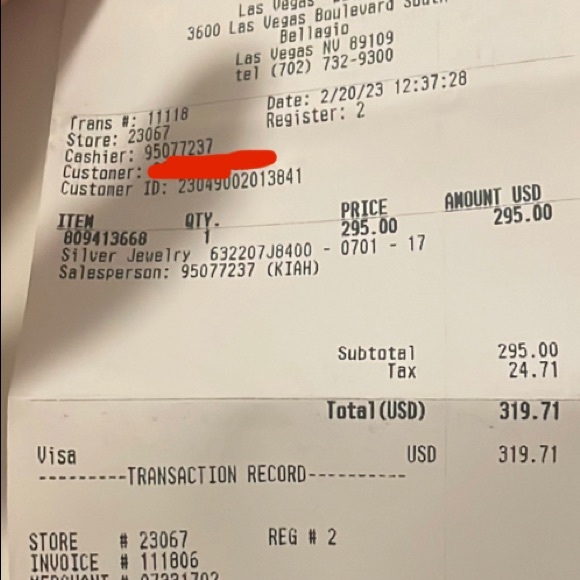 Las Vegas
3600 Las Vegas Boulevard South
Bellagio
Las Vegas NV 89109
tel (702) 732-9300
Trans #: 11118 Date: 2/20/23 12:37:28
Store: 23067 Register: 2
Cashier: 95077237
Customer:
Customer ID: 23049002013841
ITEM QTY. PRICE AMOUNT USD
809413668 1 295.00 295.00
Silver Jewelry 632207J8400 - 0701 - 17
Salesperson: 95077237 (KIAH)
Subtotal 295.00
Tax 24.71
Total(USD) 319.71
Visa USD 319.71
---------TRANSACTION RECORD----------
STORE # 23067 REG # 2
INVOICE # 111806